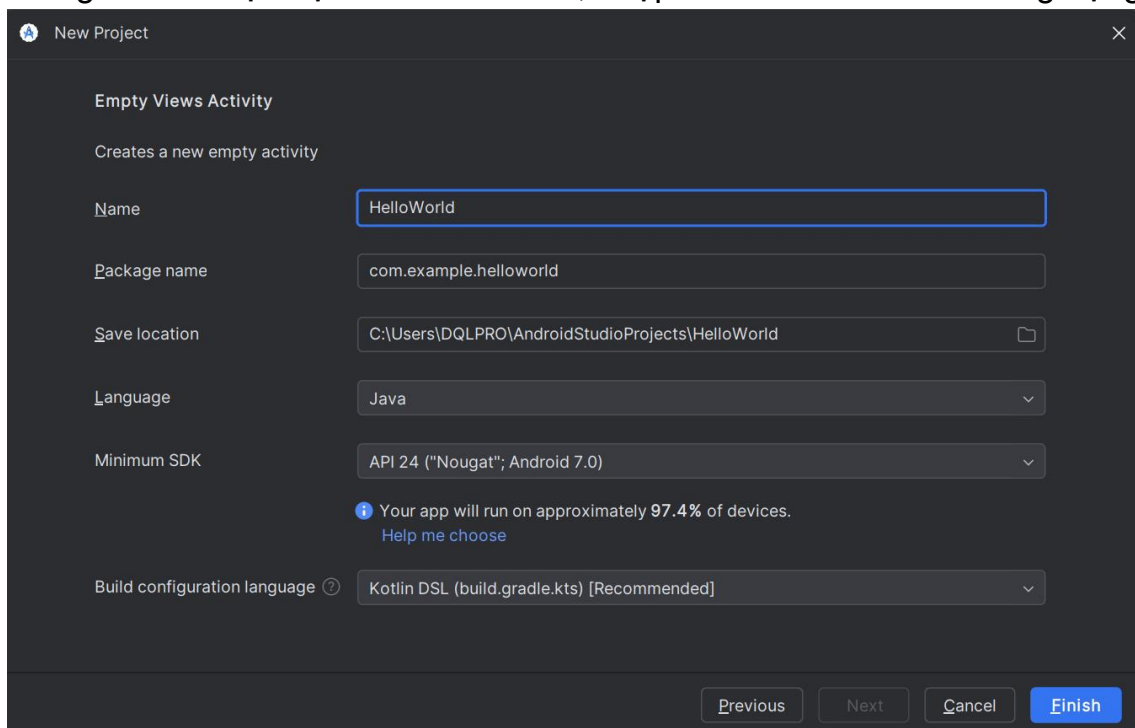 New Project
Empty Views Activity
Creates a new empty activity
Name HelloWorld
Package name com.example.helloworld
Save location C:\Users\DQLPRO\AndroidStudioProjects\HelloWorld
Language Java
Minimum SDK API 24 ("Nougat"; Android 7.0)
Your app will run on approximately 97.4% of devices.
Help me choose
Build configuration language Kotlin DSL (build.gradle.kts) [Recommended]
Previous Next Cancel Finish